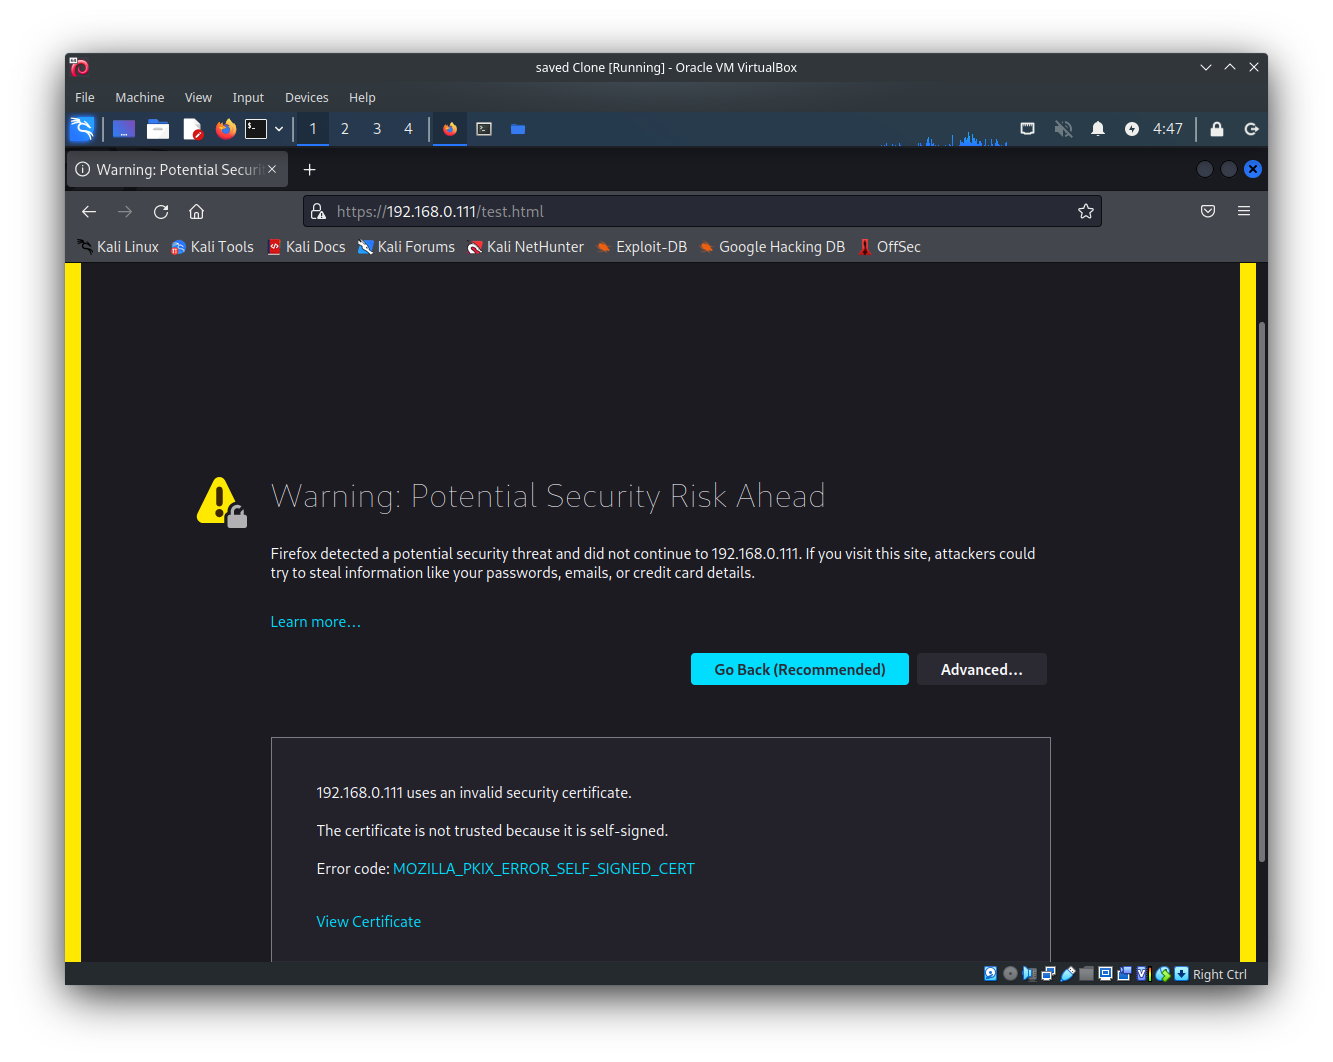 saved Clone [Running] - Oracle VM VirtualBox
File Machine View Input Devices Help
1 2 3 4 4:47
Warning: Potential Securi
https://192.168.0.111/test.html
Kali Linux Kali Tools Kali Docs Kali Forums Kali NetHunter Exploit-DB Google Hacking DB OffSec
Warning: Potential Security Risk Ahead
Firefox detected a potential security threat and did not continue to 192.168.0.111. If you visit this site, attackers could
try to steal information like your passwords, emails, or credit card details.
Learn more…
Go Back (Recommended) Advanced…
192.168.0.111 uses an invalid security certificate.
The certificate is not trusted because it is self-signed.
Error code: MOZILLA_PKIX_ERROR_SELF_SIGNED_CERT
View Certificate
Right Ctrl